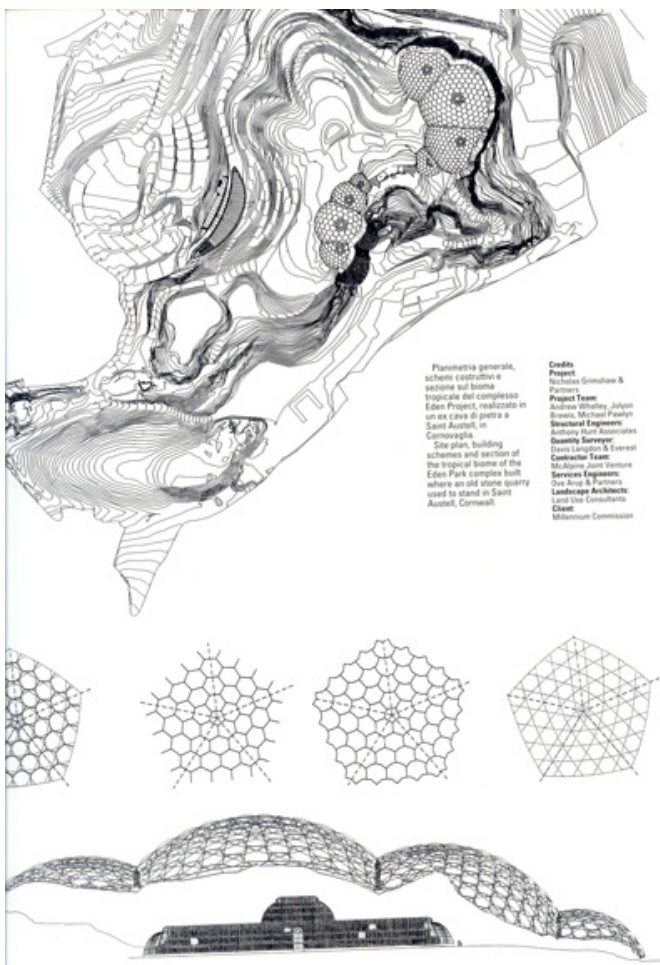 Planimetria generale,
schemi costruttivi e
sezione sul bioma
tropicale del complesso
Eden Project, realizzato in
un ex cava di pietra a
Saint Austell, in
Cornovaglia.
Site plan, building
schemes and section of
the tropical biome of the
Eden Park complex built
where an old stone quarry
used to stand in Saint
Austell, Cornwall.
Credits
Project:
Nicholas Grimshaw &
Partners
Project Team:
Andrew Whalley, Jolyon
Brewis, Michael Pawlyn
Structural Engineers:
Anthony Hunt Associates
Quantity Surveyor:
Davis Langdon & Everest
Contractor Team:
McAlpine Joint Venture
Services Engineers:
Ove Arup & Partners
Landscape Architects:
Land Use Consultants
Client:
Millennium Commission